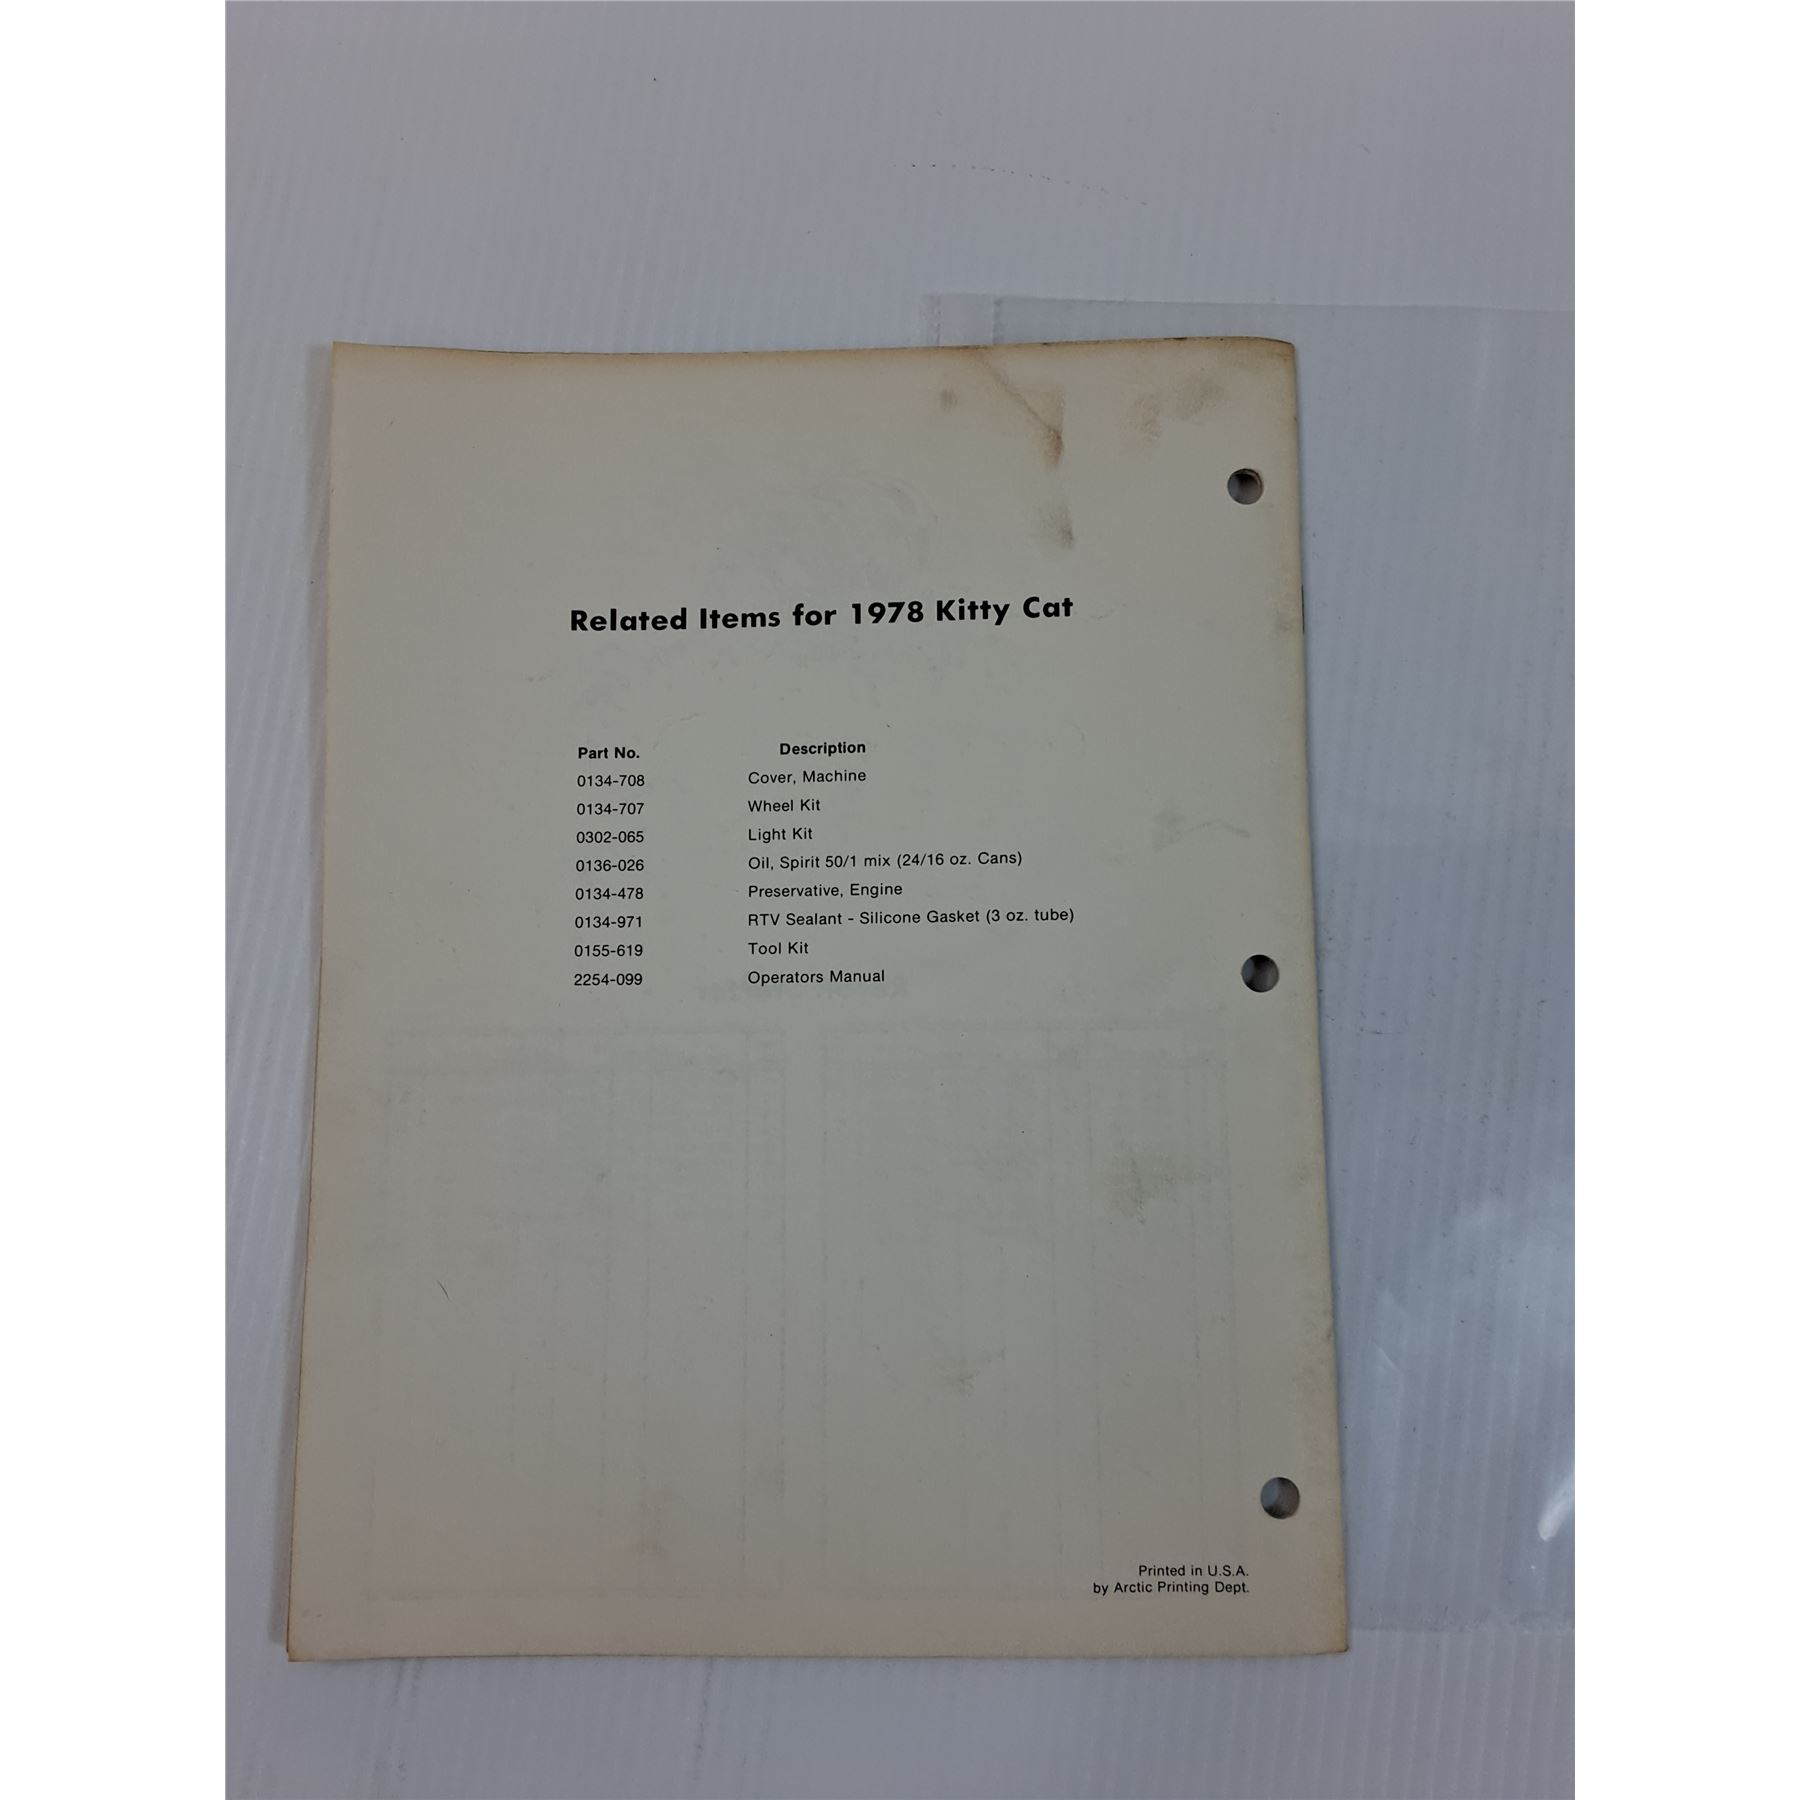 Related Items for 1978 Kitty Cat
Part No. Description
0134-708 Cover, Machine
0134-707 Wheel Kit
0302-065 Light Kit
0136-026 Oil, Spirit 50/1 mix (24/16 oz. Cans)
0134-478 Preservative, Engine
0134-971 RTV Sealant - Silicone Gasket (3 oz. tube)
0155-619 Tool Kit
2254-099 Operators Manual
Printed in U.S.A.
by Arctic Printing Dept.